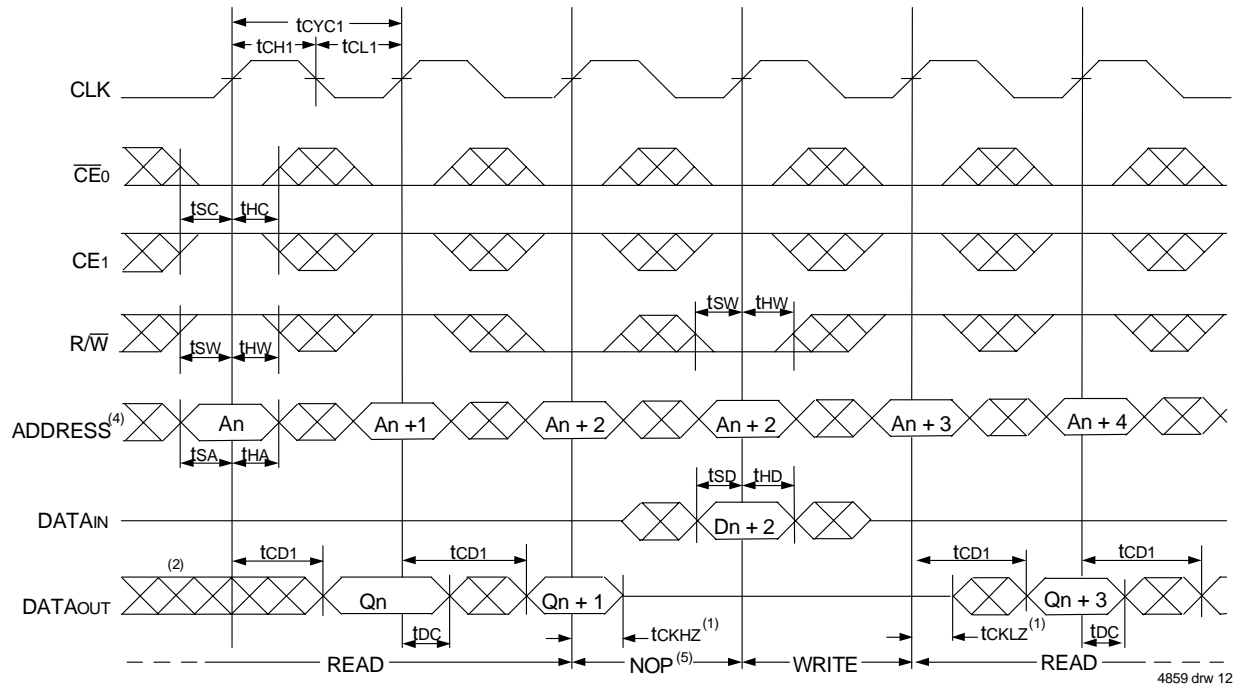 tCYC1
tCH1 tCL1
CLK
CE0
tSC tHC
CE1
tSW tHW
R/W
tSW tHW
ADDRESS(4) An An +1 An + 2 An + 2 An + 3 An + 4
tSA tHA
tSD tHD
DATAIN Dn + 2
(2) tCD1 tCD1 tCD1 tCD1
DATAOUT Qn Qn + 1 Qn + 3
tDC tCKHZ(1) tCKLZ(1) tDC
READ NOP(5) WRITE READ
4859 drw 12